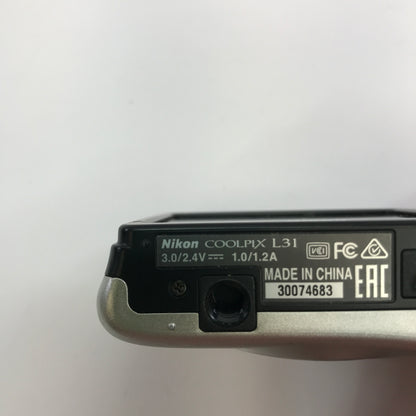 Nikon COOLPIX L31
3.0/2.4V⎓ 1.0/1.2A
VCI FC
MADE IN CHINA EAC
30074683